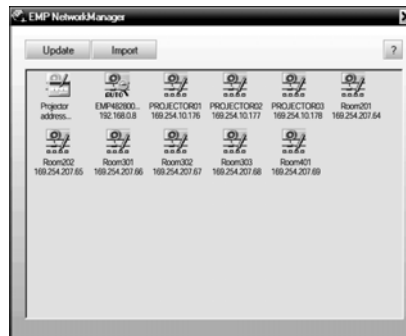 EMP NetworkManager
Update Import ?
Projector EMP482800... PROJECTOR01 PROJECTOR02 PROJECTOR03 Room201
address... 192.168.0.8 169.254.10.176 169.254.10.177 169.254.10.178 169.254.207.64
Room202 Room301 Room302 Room303 Room401
169.254.207.65 169.254.207.66 169.254.207.67 169.254.207.68 169.254.207.69